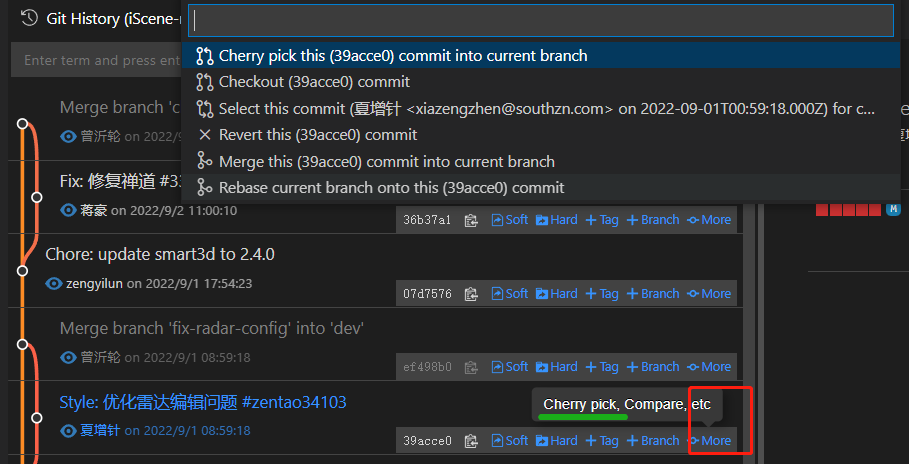 Git History (iScene-
Enter term and press ent
Cherry pick this (39acce0) commit into current branch
Checkout (39acce0) commit
Select this commit (夏增针 <xiazengzhen@southzn.com> on 2022-09-01T00:59:18.000Z) for c...
Revert this (39acce0) commit
Merge this (39acce0) commit into current branch
Rebase current branch onto this (39acce0) commit
Merge branch 'c
曾沂轮 on 2022/9/
Fix: 修复禅道 #33
蒋豪 on 2022/9/2 11:00:10
36b37a1 Soft Hard Tag Branch More
M
Chore: update smart3d to 2.4.0
zengyilun on 2022/9/1 17:54:23
07d7576 Soft Hard Tag Branch More
Merge branch 'fix-radar-config' into 'dev'
曾沂轮 on 2022/9/1 08:59:18
ef498b0 Soft Hard Tag Branch More
Style: 优化雷达编辑问题 #zentao34103
Cherry pick, Compare, etc
夏增针 on 2022/9/1 08:59:18
39acce0 Soft Hard Tag Branch More